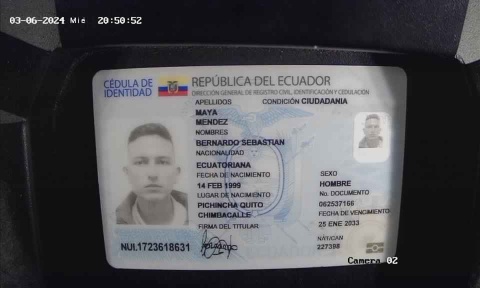 03-06-2024 Mié 20:50:52
CÉDULA DE
IDENTIDAD
REPÚBLICA DEL ECUADOR
DIRECCIÓN GENERAL DE REGISTRO CIVIL, IDENTIFICACIÓN Y CEDULACIÓN
APELLIDOS
CONDICIÓN CIUDADANIA
MAYA
MENDEZ
NOMBRES
BERNARDO SEBASTIAN
NACIONALIDAD
ECUATORIANA
FECHA DE NACIMIENTO
14 FEB 1999
LUGAR DE NACIMIENTO
PICHINCHA QUITO
CHIMBACALLE
FIRMA DEL TITULAR
SEXO
HOMBRE
No. DOCUMENTO
062537166
FECHA DE VENCIMIENTO
25 ENE 2033
NAT/CAN
327398
NUI.1723618631
Camera 02